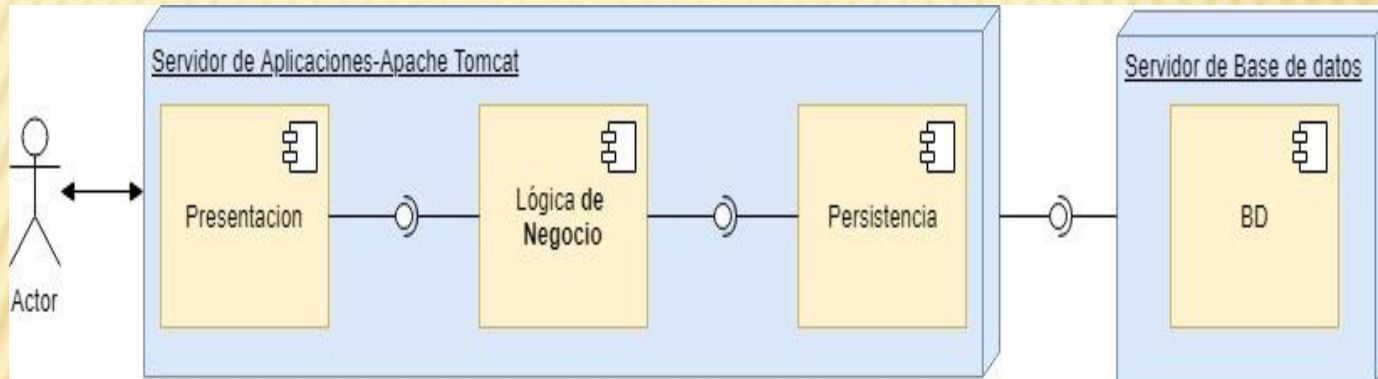 Servidor de Aplicaciones-Apache Tomcat
Servidor de Base de datos
Presentacion
Lógica de
Negocio
Persistencia
BD
Actor